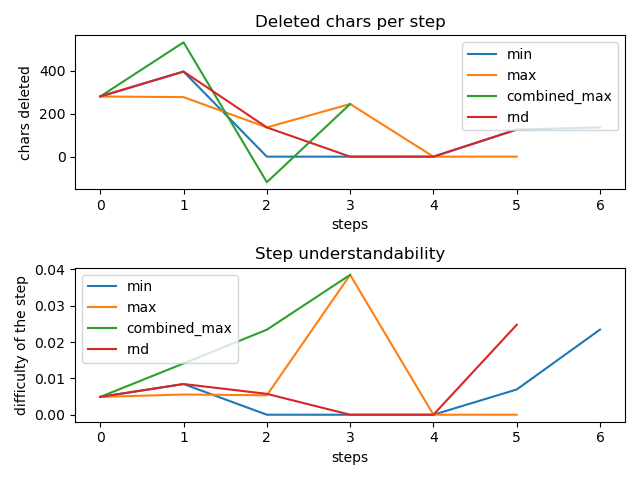 Deleted chars per step
chars deleted
400
200
0
min
max
combined_max
rnd
0 1 2 3 4 5 6
steps
Step understandability
difficulty of the step
0.04
0.03
0.02
0.01
0.00
min
max
combined_max
rnd
0 1 2 3 4 5 6
steps